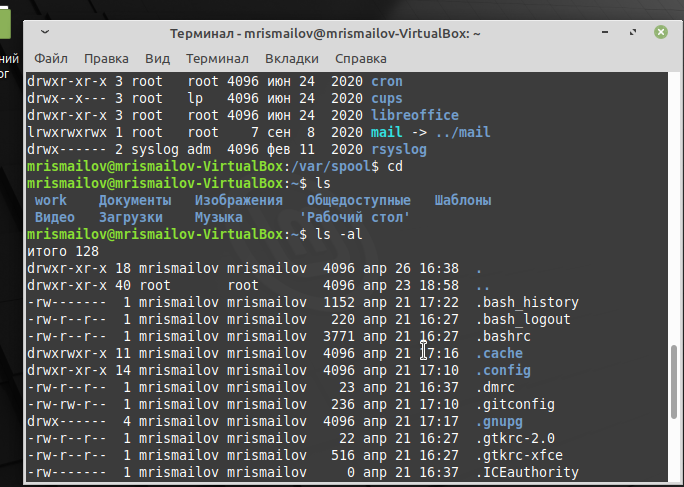 ний
ог
Терминал - mrismailov@mrismailov-VirtualBox: ~
Файл Правка Вид Терминал Вкладки Справка
drwxr-xr-x 3 root root 4096 июн 24 2020 cron
drwx--x--- 3 root lp 4096 июн 24 2020 cups
drwxr-xr-x 3 root root 4096 июн 24 2020 libreoffice
lrwxrwxrwx 1 root root 7 сен 8 2020 mail -> ../mail
drwx------ 2 syslog adm 4096 фев 11 2020 rsyslog
mrismailov@mrismailov-VirtualBox:/var/spool$ cd
mrismailov@mrismailov-VirtualBox:~$ ls
work Документы Изображения Общедоступные Шаблоны
Видео Загрузки Музыка 'Рабочий стол'
mrismailov@mrismailov-VirtualBox:~$ ls -al
итого 128
drwxr-xr-x 18 mrismailov mrismailov 4096 апр 26 16:38 .
drwxr-xr-x 40 root root 4096 апр 23 18:58 ..
-rw------- 1 mrismailov mrismailov 1152 апр 21 17:22 .bash_history
-rw-r--r-- 1 mrismailov mrismailov 220 апр 21 16:27 .bash_logout
-rw-r--r-- 1 mrismailov mrismailov 3771 апр 21 16:27 .bashrc
drwxrwxr-x 11 mrismailov mrismailov 4096 апр 21 17:16 .cache
drwxr-xr-x 14 mrismailov mrismailov 4096 апр 21 17:10 .config
-rw-r--r-- 1 mrismailov mrismailov 23 апр 21 16:37 .dmrc
-rw-rw-r-- 1 mrismailov mrismailov 236 апр 21 17:10 .gitconfig
drwx------ 4 mrismailov mrismailov 4096 апр 21 17:17 .gnupg
-rw-r--r-- 1 mrismailov mrismailov 22 апр 21 16:27 .gtkrc-2.0
-rw-r--r-- 1 mrismailov mrismailov 516 апр 21 16:27 .gtkrc-xfce
-rw------- 1 mrismailov mrismailov 0 апр 21 16:37 .ICEauthority